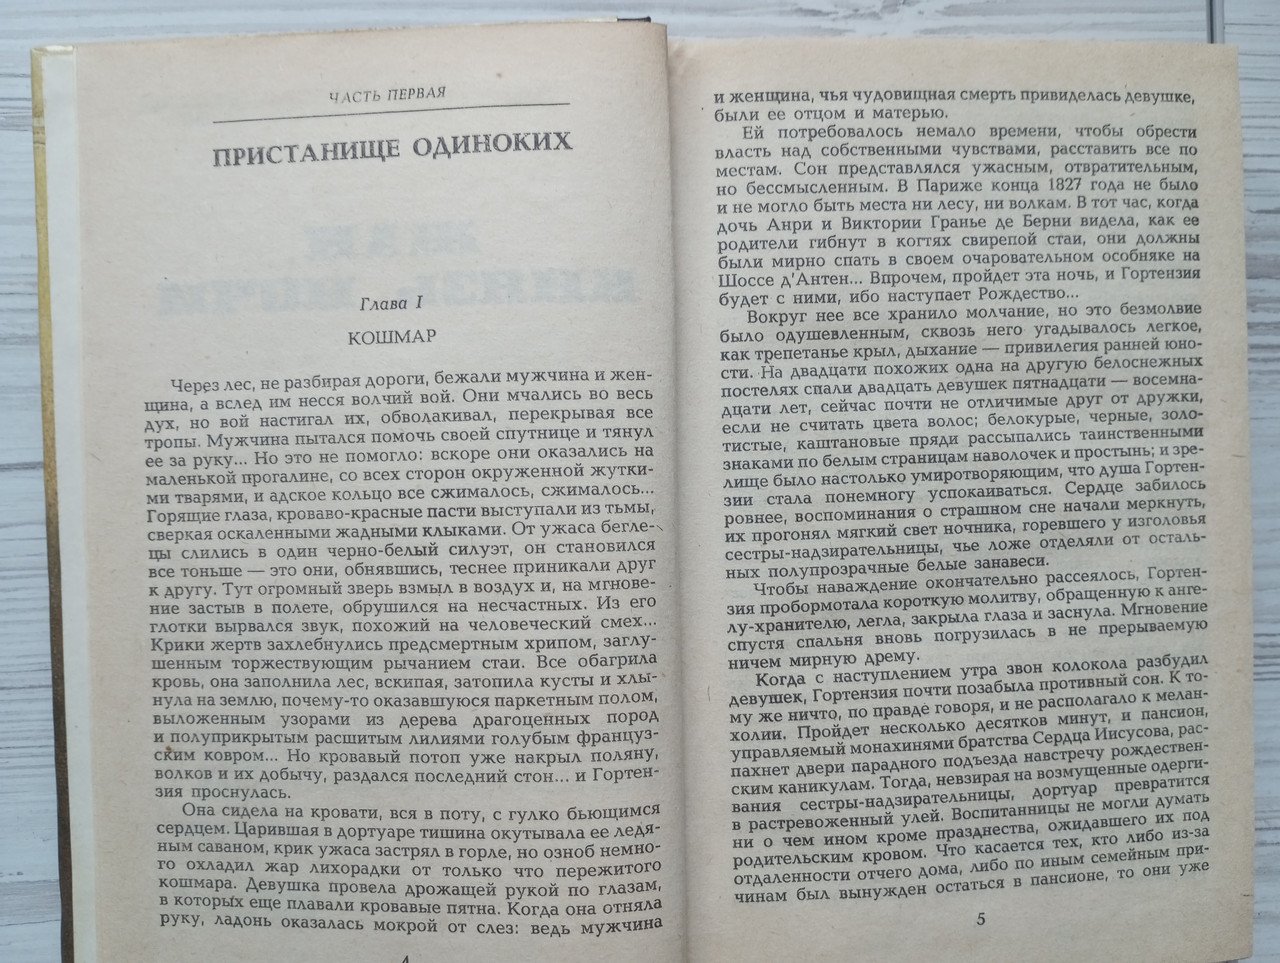 ЧАСТЬ ПЕРВАЯ
ПРИСТАНИЩЕ ОДИНОКИХ
Глава I
КОШМАР
Через лес, не разбирая дороги, бежали мужчина и жен-
щина, а вслед им несся волчий вой. Они мчались во весь
дух, но вой настигал их, обволакивал, перекрывая все
тропы. Мужчина пытался помочь своей спутнице и тянул
ее за руку... Но это не помогло: вскоре они оказались на
маленькой прогалине, со всех сторон окруженной жутки-
ми тварями, и адское кольцо все сжималось, сжималось...
Горящие глаза, кроваво-красные пасти выступали из тьмы,
сверкая оскаленными жадными клыками. От ужаса бегле-
цы слились в один черно-белый силуэт, он становился
все тоньше — это они, обнявшись, теснее приникали друг
к другу. Тут огромный зверь взмыл в воздух и, на мгнове-
ние застыв в полете, обрушился на несчастных. Из его
глотки вырвался звук, похожий на человеческий смех...
Крики жертв захлебнулись предсмертным хрипом, заглу-
шенным торжествующим рычанием стаи. Все обагрила
кровь, она заполнила лес, вскипая, затопила кусты и хлы-
нула на землю, почему-то оказавшуюся паркетным полом,
выложенным узорами из дерева драгоценных пород
и полуприкрытым расшитым лилиями голубым француз-
ским ковром... Но кровавый потоп уже накрыл поляну,
волков и их добычу, раздался последний стон... и Гортен-
зия проснулась.
Она сидела на кровати, вся в поту, с гулко бьющимся
сердцем. Царившая в дортуаре тишина окутывала ее ледя-
ным саваном, крик ужаса застрял в горле, но озноб немно-
го охладил жар лихорадки от только что пережитого
кошмара. Девушка провела дрожащей рукой по глазам,
в которых еще плавали кровавые пятна. Когда она отняла
руку, ладонь оказалась мокрой от слез: ведь мужчина
4
и женщина, чья чудовищная смерть привиделась девушке,
были ее отцом и матерью.
Ей потребовалось немало времени, чтобы обрести
власть над собственными чувствами, расставить все по
местам. Сон представлялся ужасным, отвратительным,
но бессмысленным. В Париже конца 1827 года не было
и не могло быть места ни лесу, ни волкам. В тот час, когда
дочь Анри и Виктории Гранье де Берни видела, как ее
родители гибнут в когтях свирепой стаи, они должны
были мирно спать в своем очаровательном особняке на
Шоссе д'Антен... Впрочем, пройдет эта ночь, и Гортензия
будет с ними, ибо наступает Рождество...
Вокруг нее все хранило молчание, но это безмолвие
было одушевленным, сквозь него угадывалось легкое,
как трепетанье крыл, дыхание — привилегия ранней юно-
сти. На двадцати похожих одна на другую белоснежных
постелях спали двадцать девушек пятнадцати — восемна-
дцати лет, сейчас почти не отличимые друг от дружки,
если не считать цвета волос; белокурые, черные, золо-
тистые, каштановые пряди рассыпались таинственными
знаками по белым страницам наволочек и простынь; и зре-
лище было настолько умиротворяющим, что душа Гортен-
зии стала понемногу успокаиваться. Сердце забилось
ровнее, воспоминания о страшном сне начали меркнуть,
их прогонял мягкий свет ночника, горевшего у изголовья
сестры-надзирательницы, чье ложе отделяли от осталь-
ных полупрозрачные белые занавеси.
Чтобы наваждение окончательно рассеялось, Гортен-
зия пробормотала короткую молитву, обращенную к анге-
лу-хранителю, легла, закрыла глаза и заснула. Мгновение
спустя спальня вновь погрузилась в не прерываемую
ничем мирную дрему.
Когда с наступлением утра звон колокола разбудил
девушек, Гортензия почти позабыла противный сон. К то-
му же ничто, по правде говоря, и не располагало к мелан-
холии. Пройдет несколько десятков минут, и пансион,
управляемый монахинями братства Сердца Иисусова, рас-
пахнет двери парадного подъезда навстречу рождествен-
ским каникулам. Тогда, невзирая на возмущенные одерги-
вания сестры-надзирательницы, дортуар превратится
в растревоженный улей. Воспитанницы не могли думать
ни о чем ином кроме празднества, ожидавшего их под
родительским кровом. Что касается тех, кто либо из-за
отдаленности отчего дома, либо по иным семейным при-
чинам был вынужден остаться в пансионе, то они уже
5